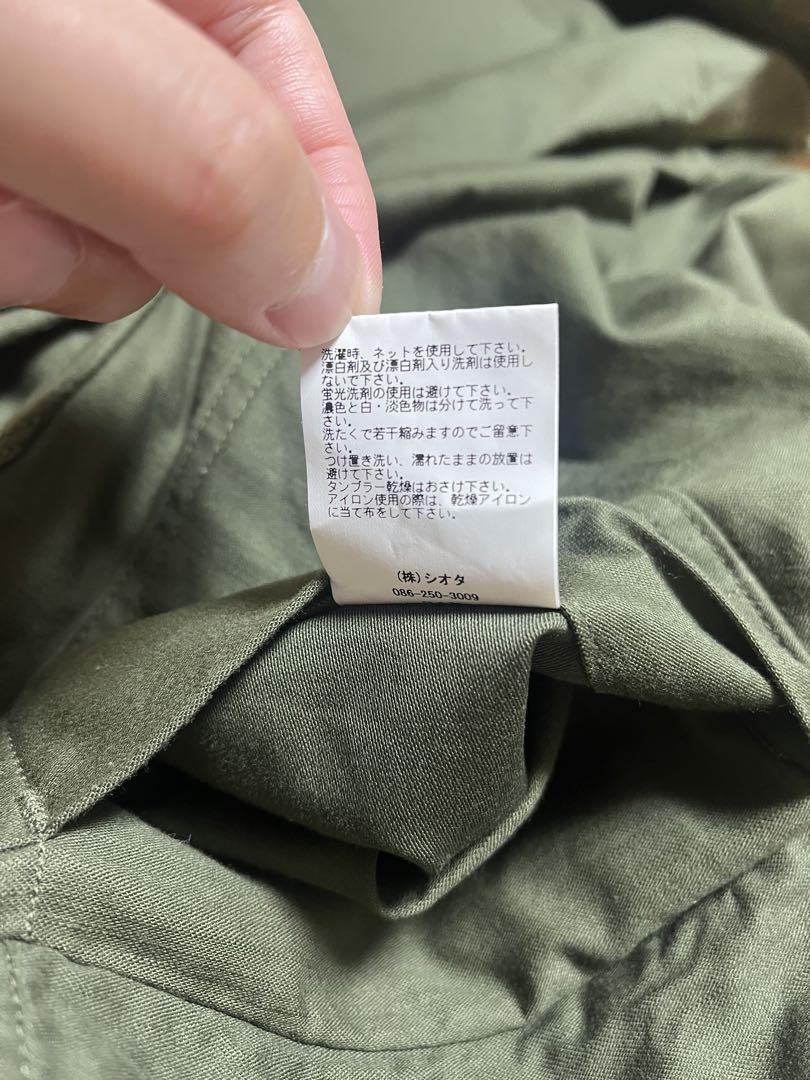 洗濯時、ネットを使用して下さい。
漂白剤及び漂白剤入り洗剤は使用し
ないで下さい。
蛍光洗剤の使用は避けて下さい。
濃色と白・淡色物は分けて洗って下
さい。
洗たくで若干縮みますのでご留意下
さい。
つけ置き洗い、濡れたままの放置は
避けて下さい。
タンブラー乾燥はおさけ下さい。
アイロン使用の際は、乾燥アイロン
に当て布をして下さい。
(株)シオタ
086-250-3009